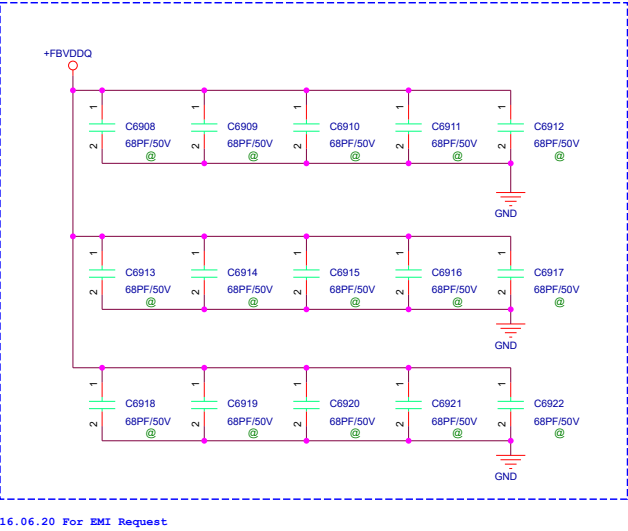 +FBVDDQ
1 1 1 1 1
C6908 C6909 C6910 C6911 C6912
2 2 2 2 2
68PF/50V 68PF/50V 68PF/50V 68PF/50V 68PF/50V
@ @ @ @ @
GND
1 1 1 1 1
C6913 C6914 C6915 C6916 C6917
2 2 2 2 2
68PF/50V 68PF/50V 68PF/50V 68PF/50V 68PF/50V
@ @ @ @ @
GND
1 1 1 1 1
C6918 C6919 C6920 C6921 C6922
2 2 2 2 2
68PF/50V 68PF/50V 68PF/50V 68PF/50V 68PF/50V
@ @ @ @ @
GND
16.06.20 For EMI Request